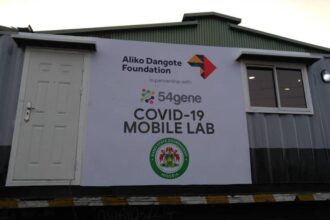 Aliko Dangote
Foundation
in partnership with
54gene
COVID-19
MOBILE LAB